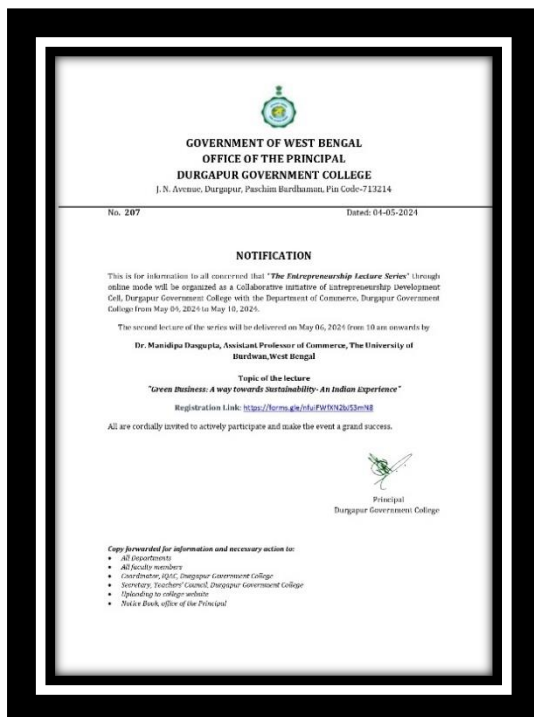 GOVERNMENT OF WEST BENGAL
OFFICE OF THE PRINCIPAL
DURGAPUR GOVERNMENT COLLEGE
J. N. Avenue, Durgapur, Paschim Bardhaman, Pin Code-713214
No. 207 Dated: 04-05-2024
NOTIFICATION
This is for information to all concerned that "The Entrepreneurship Lecture Series" through
online mode will be organized as a Collaborative Initiative of Entrepreneurship Development
Cell, Durgapur Government College with the Department of Commerce, Durgapur Government
College from May 04, 2024 to May 10, 2024.
The second lecture of the series will be delivered on May 06, 2024 from 10 am onwards by
Dr. Manidipa Dasgupta, Assistant Professor of Commerce, The University of
Burdwan, West Bengal
Topic of the lecture
"Green Business: A way towards Sustainability- An Indian Experience"
Registration Link: https://forms.gle/
All are cordially invited to actively participate and make the event a grand success.
Principal
Durgapur Government College
Copy forwarded for information and necessary action to:
• All Departments
• All faculty members
• Coordinator, IQAC, Durgapur Government College
• Secretary, Teachers' Council, Durgapur Government College
• Uploading to college website
• Notice Book, office of the Principal